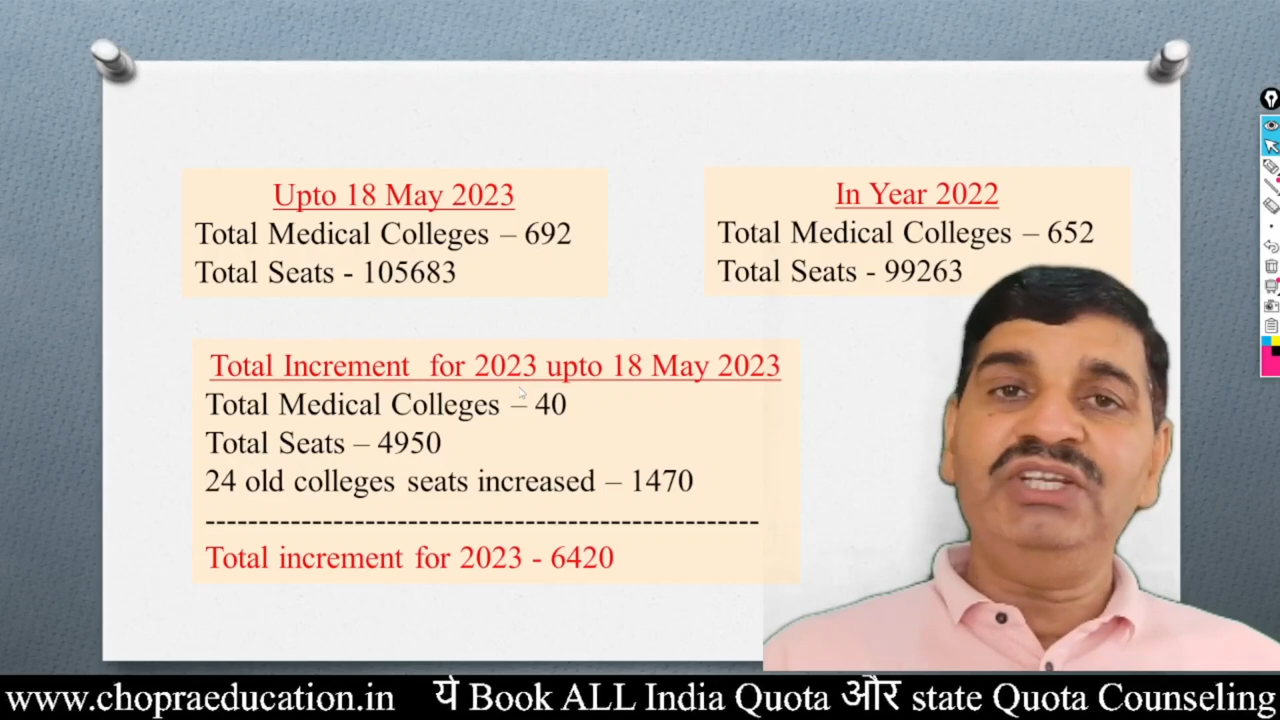 Upto 18 May 2023
Total Medical Colleges – 692
Total Seats - 105683
In Year 2022
Total Medical Colleges – 652
Total Seats - 99263
Total Increment for 2023 upto 18 May 2023
Total Medical Colleges – 40
Total Seats – 4950
24 old colleges seats increased – 1470
----------------------------------------------------
Total increment for 2023 - 6420
www.chopraeducation.in ये Book ALL India Quota और state Quota Counseling